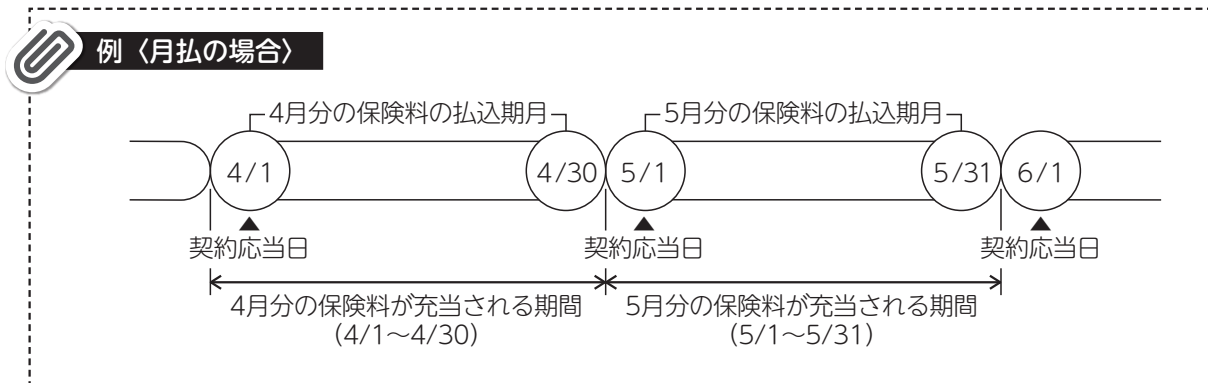 例〈月払の場合〉
4月分の保険料の払込期月 5月分の保険料の払込期月
4/1 4/30 5/1 5/31 6/1
契約応当日 契約応当日 契約応当日
4月分の保険料が充当される期間 5月分の保険料が充当される期間
(4/1〜4/30) (5/1〜5/31)